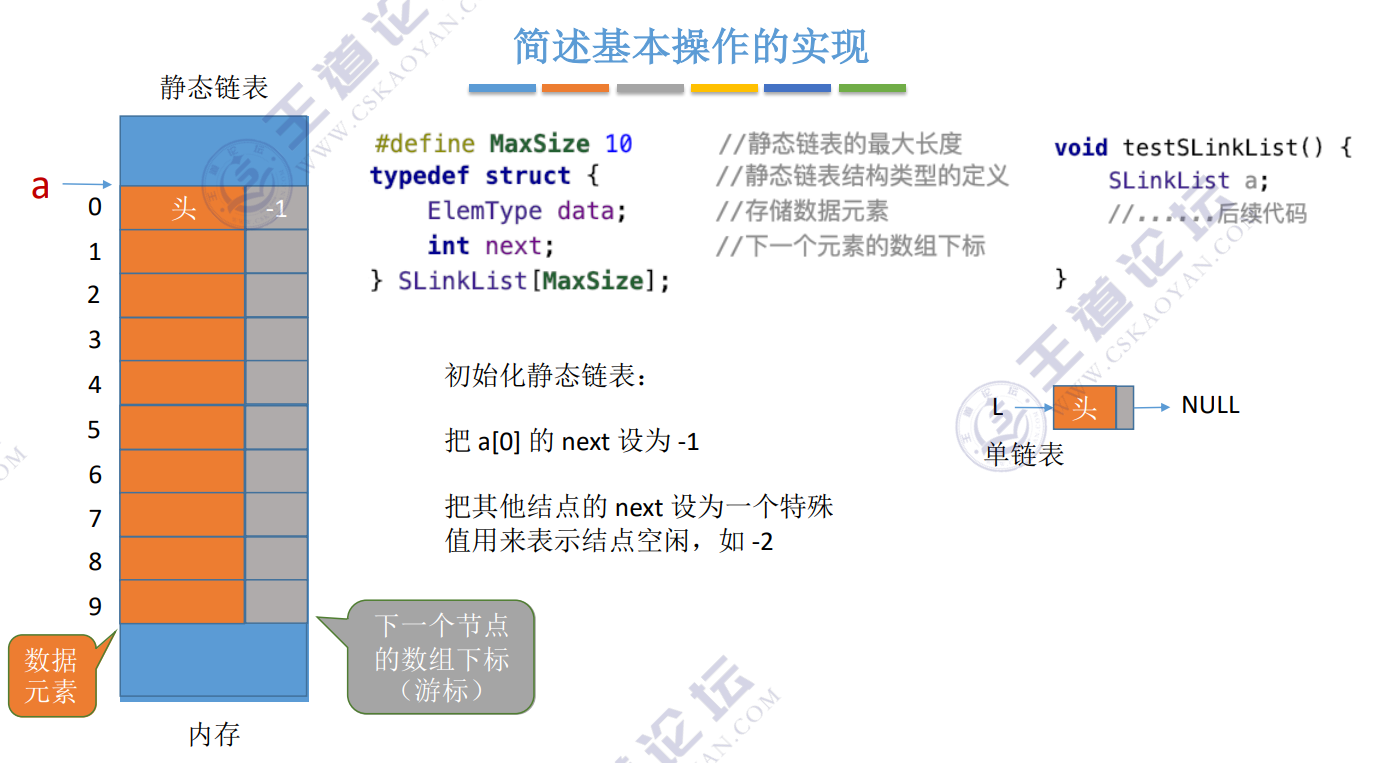 简述基本操作的实现
静态链表
a
0
头 -1
1
2
3
4
5
6
7
8
9
数据
元素
下一个节点
的数组下标
（游标）
内存
#define MaxSize 10 //静态链表的最大长度
typedef struct { //静态链表结构类型的定义
ElemType data; //存储数据元素
int next; //下一个元素的数组下标
} SLinkList[MaxSize];
void testSLinkList() {
SLinkList a;
//......后续代码
}
初始化静态链表：
把 a[0] 的 next 设为 -1
把其他结点的 next 设为一个特殊
值用来表示结点空闲，如 -2
L 头 NULL
单链表
王道论坛
WWW.CSKAOYAN.COM
王道论坛
WWW.CSKAOYAN.COM